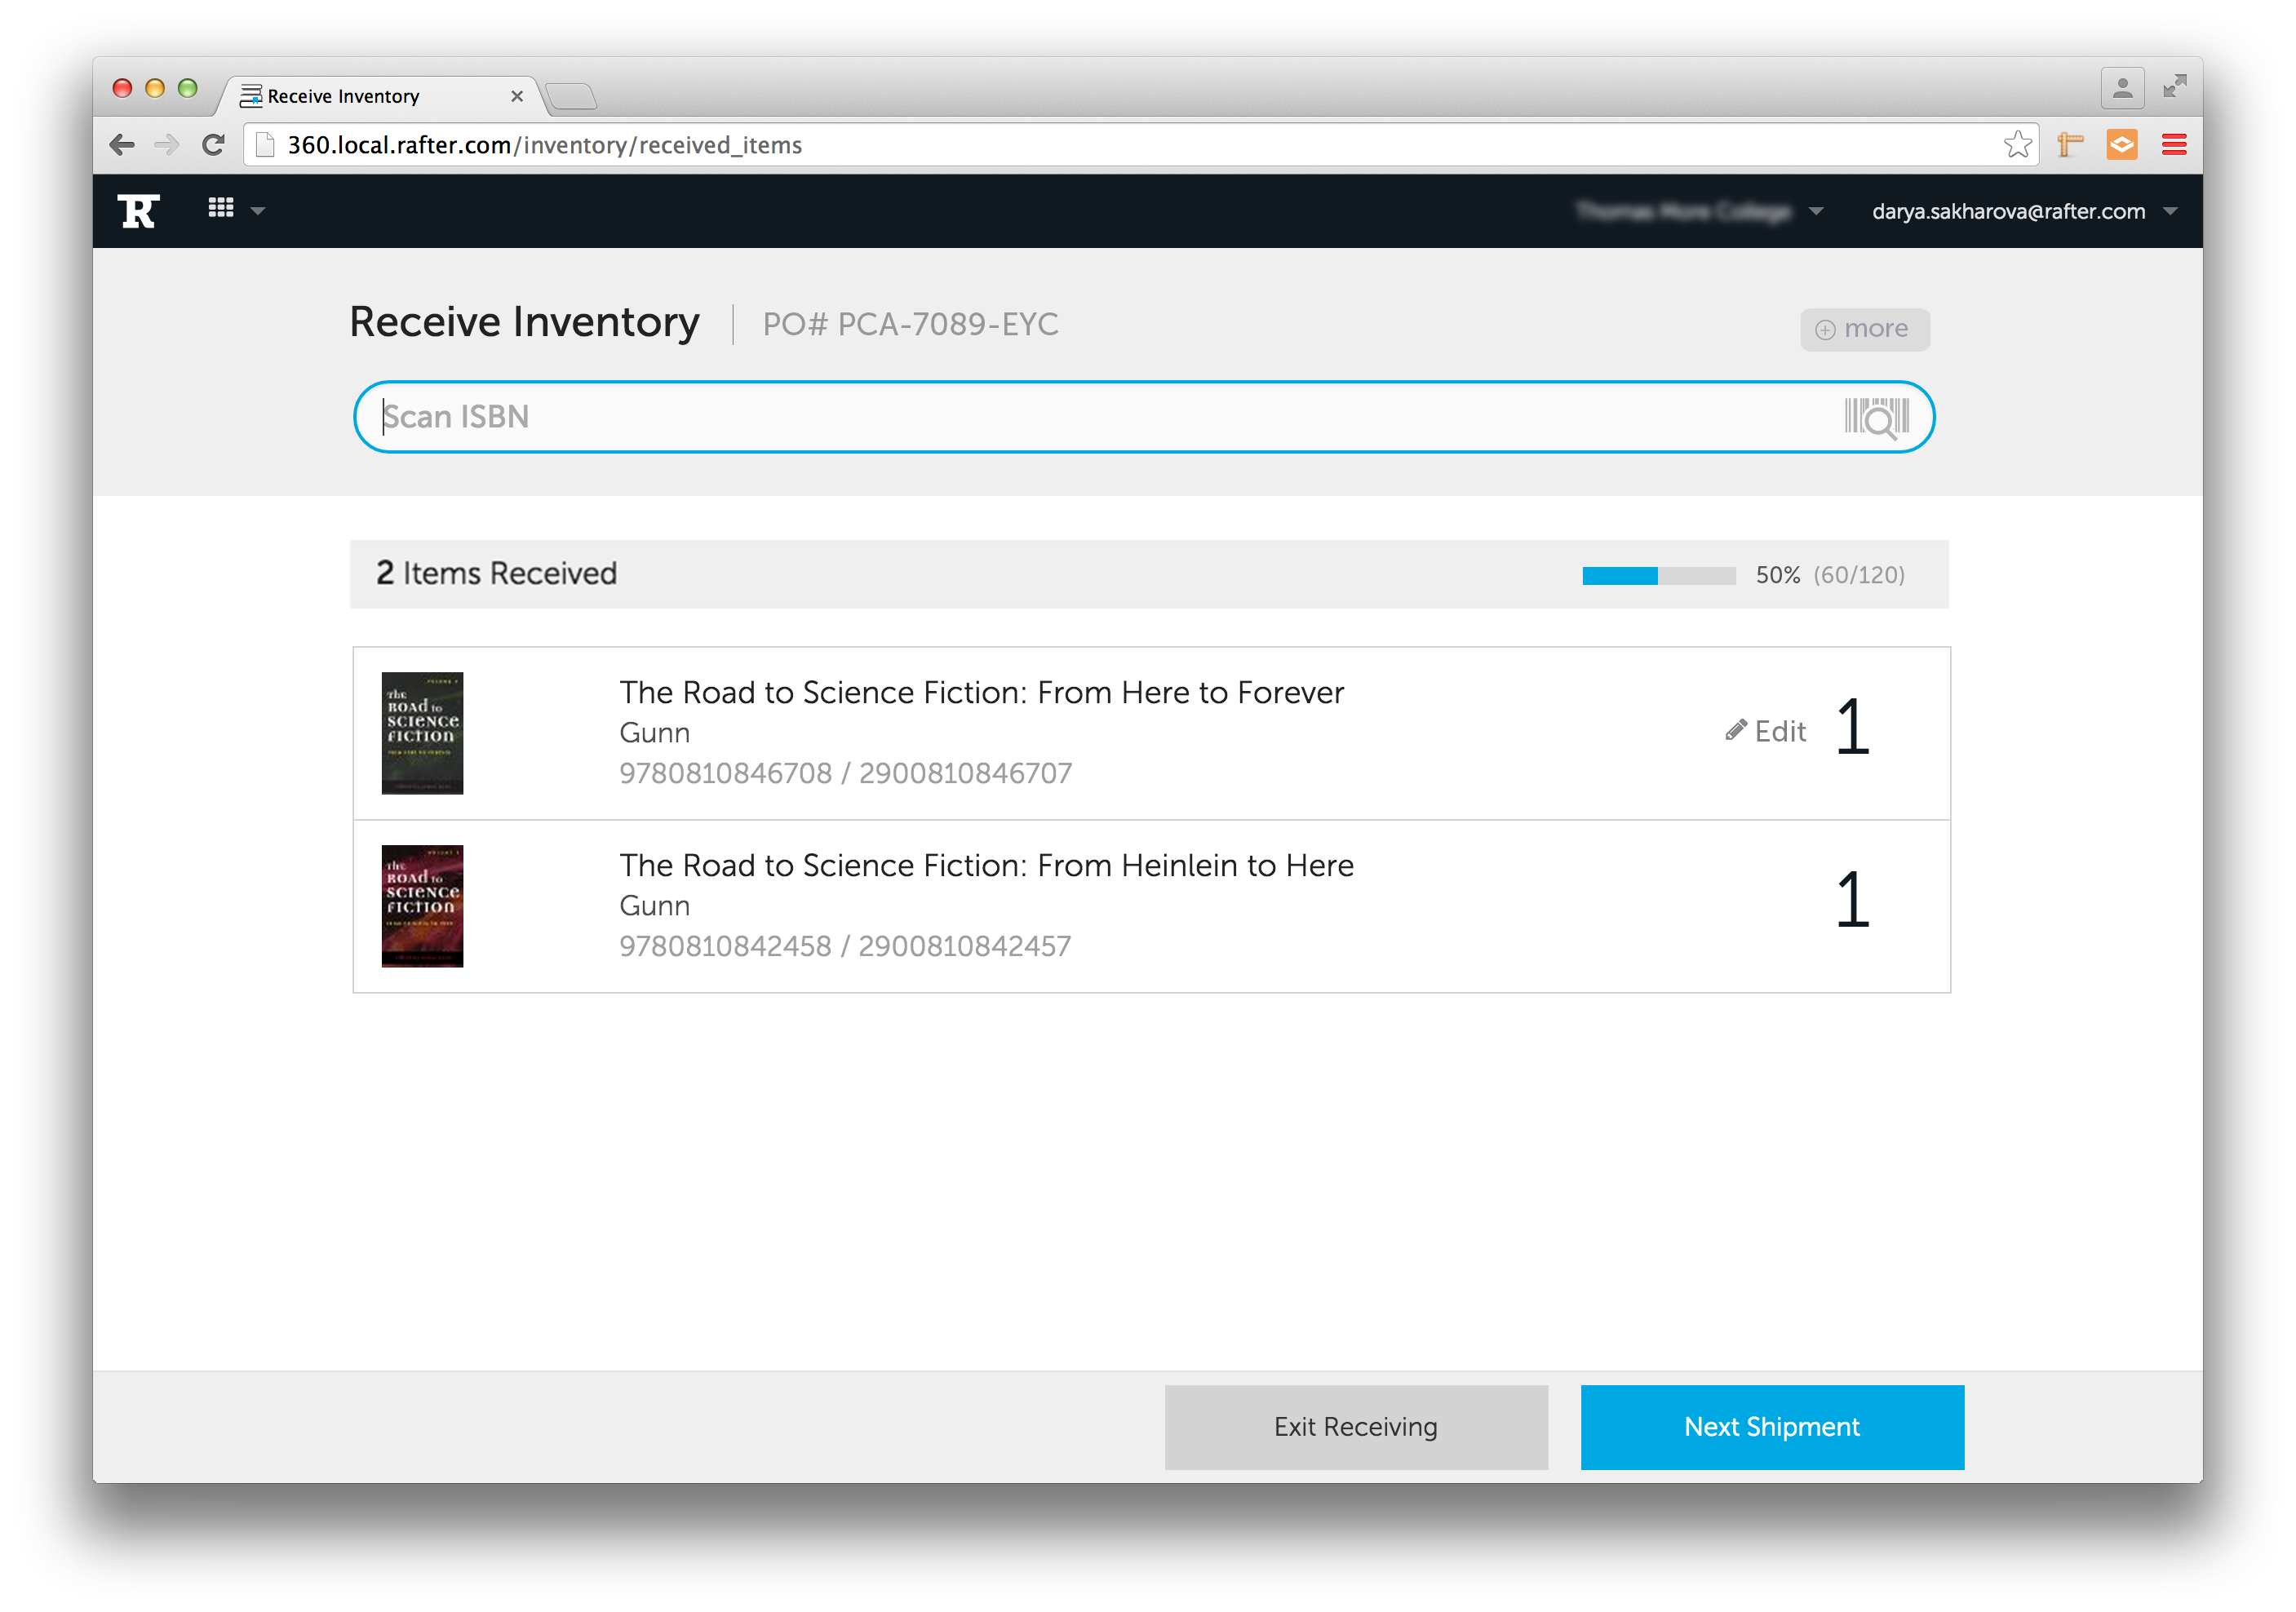 Receive Inventory
360.local.rafter.com/inventory/received_items
darya.sakharova@rafter.com
Receive Inventory PO# PCA-7089-EYC
more
Scan ISBN
2 Items Received 50% (60/120)
The ROAd to SCIENCE FICTION
The Road to Science Fiction: From Here to Forever
Gunn
9780810846708 / 2900810846707
Edit 1
The ROAd to SCIENCE FICTION
The Road to Science Fiction: From Heinlein to Here
Gunn
9780810842458 / 2900810842457
1
Exit Receiving Next Shipment